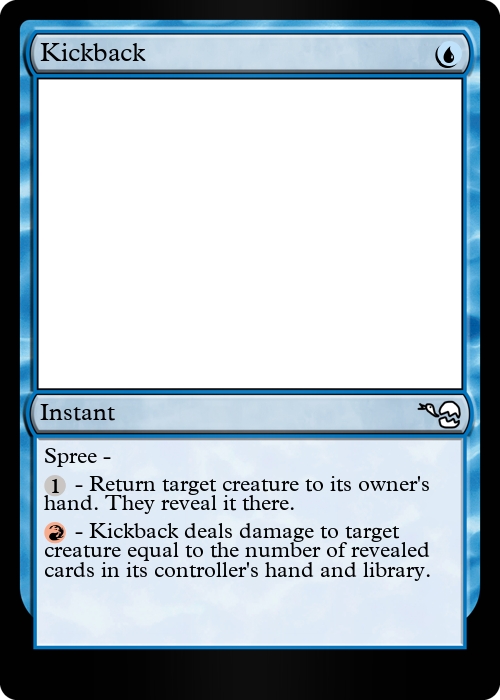 Kickback
Instant
Spree -
1 - Return target creature to its owner's
hand. They reveal it there.
- Kickback deals damage to target
creature equal to the number of revealed
cards in its controller's hand and library.